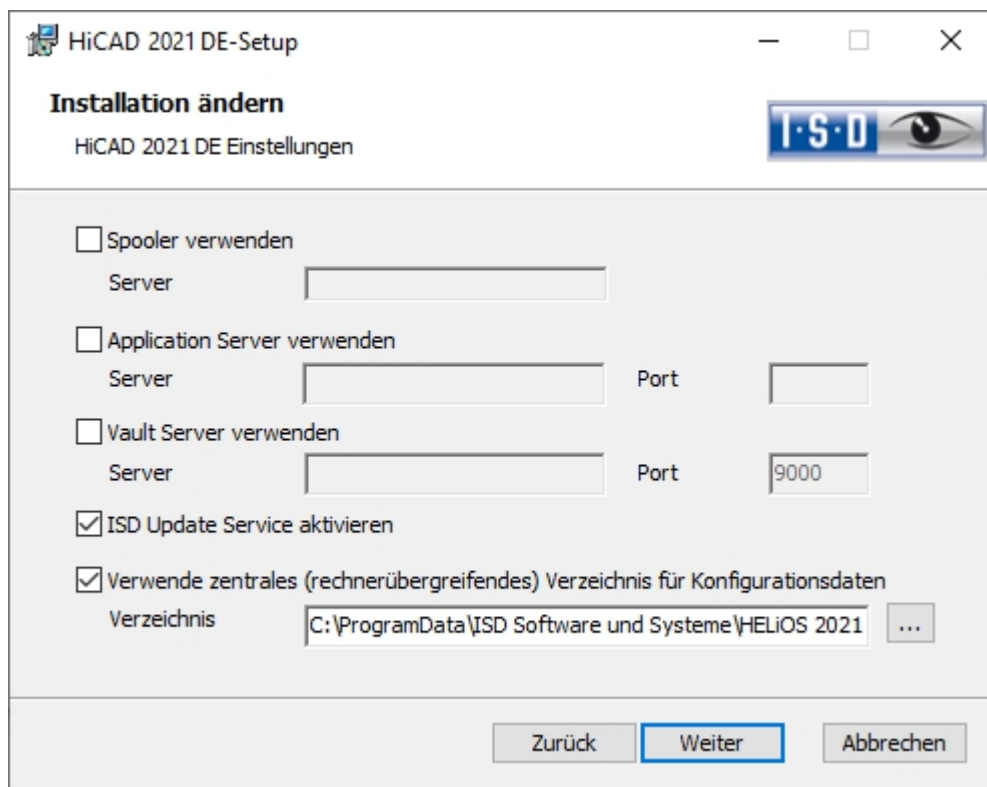 HiCAD 2021 DE-Setup
Installation ändern
HiCAD 2021 DE Einstellungen
I·S·D
Spooler verwenden
Server
Application Server verwenden
Server Port
Vault Server verwenden
Server Port 9000
ISD Update Service aktivieren
Verwende zentrales (rechnerübergreifendes) Verzeichnis für Konfigurationsdaten
Verzeichnis C:\ProgramData\ISD Software und Systeme\HELiOS 2021 ...
Zurück Weiter Abbrechen